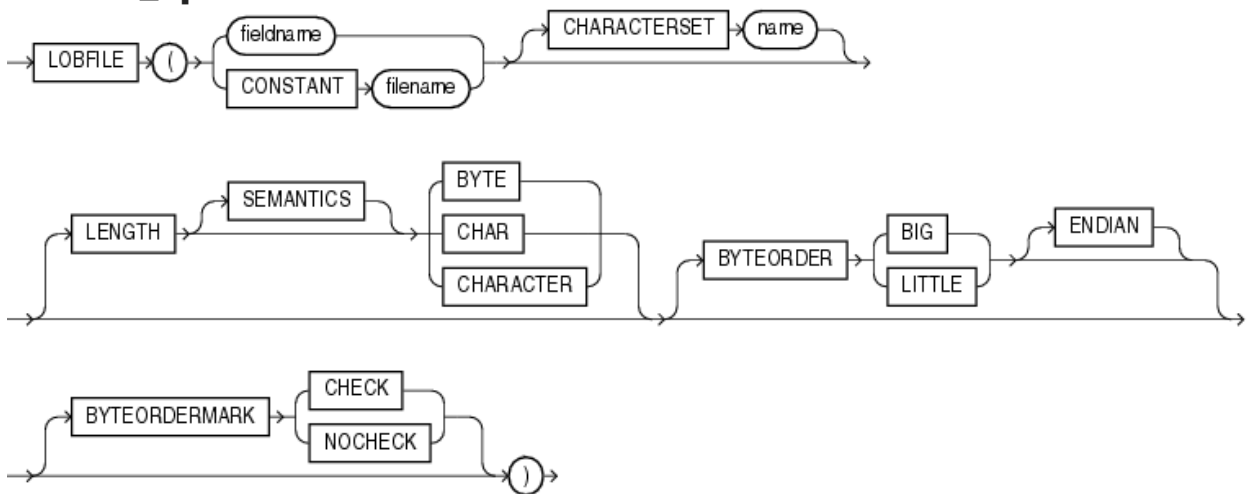 LOBFILE ( fieldname CONSTANT filename CHARACTERSET name
LENGTH SEMANTICS BYTE CHAR CHARACTER BYTEORDER BIG LITTLE ENDIAN
BYTEORDERMARK CHECK NOCHECK )